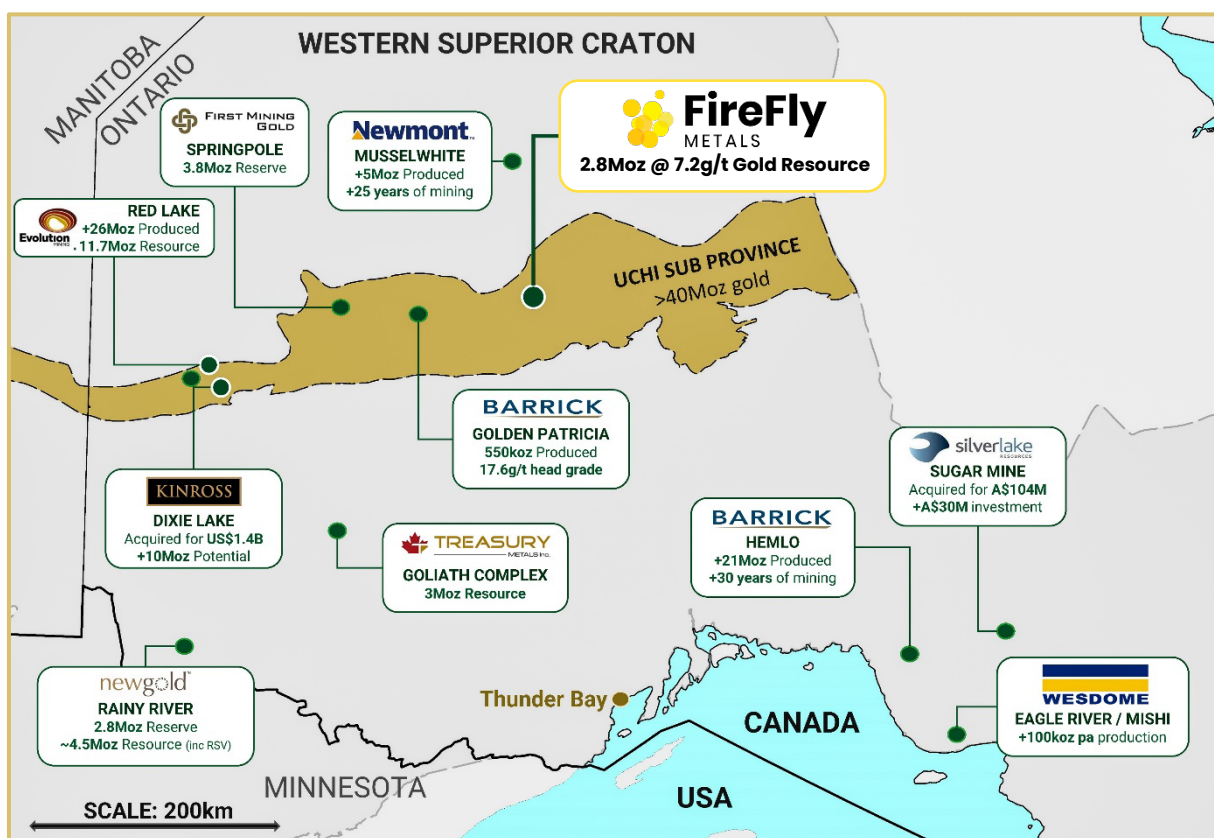 WESTERN SUPERIOR CRATON
MANITOBA
ONTARIO
FIRST MINING
GOLD
SPRINGPOLE
3.8Moz Reserve
Newmont™
MUSSELWHITE
+5Moz Produced
+25 years of mining
FireFly
METALS
2.8Moz @ 7.2g/t Gold Resource
Evolution
MINING
RED LAKE
+26Moz Produced
11.7Moz Resource
UCHI SUB PROVINCE
>40Moz gold
BARRICK
GOLDEN PATRICIA
550koz Produced
17.6g/t head grade
KINROSS
DIXIE LAKE
Acquired for US$1.4B
+10Moz Potential
TREASURY
METALS Inc.
GOLIATH COMPLEX
3Moz Resource
silverlake
RESOURCES
SUGAR MINE
Acquired for A$104M
+A$30M investment
BARRICK
HEMLO
+21Moz Produced
+30 years of mining
newgold™
RAINY RIVER
2.8Moz Reserve
~4.5Moz Resource (inc RSV)
Thunder Bay
CANADA
WESDOME
EAGLE RIVER / MISHI
+100koz pa production
MINNESOTA
USA
SCALE: 200km